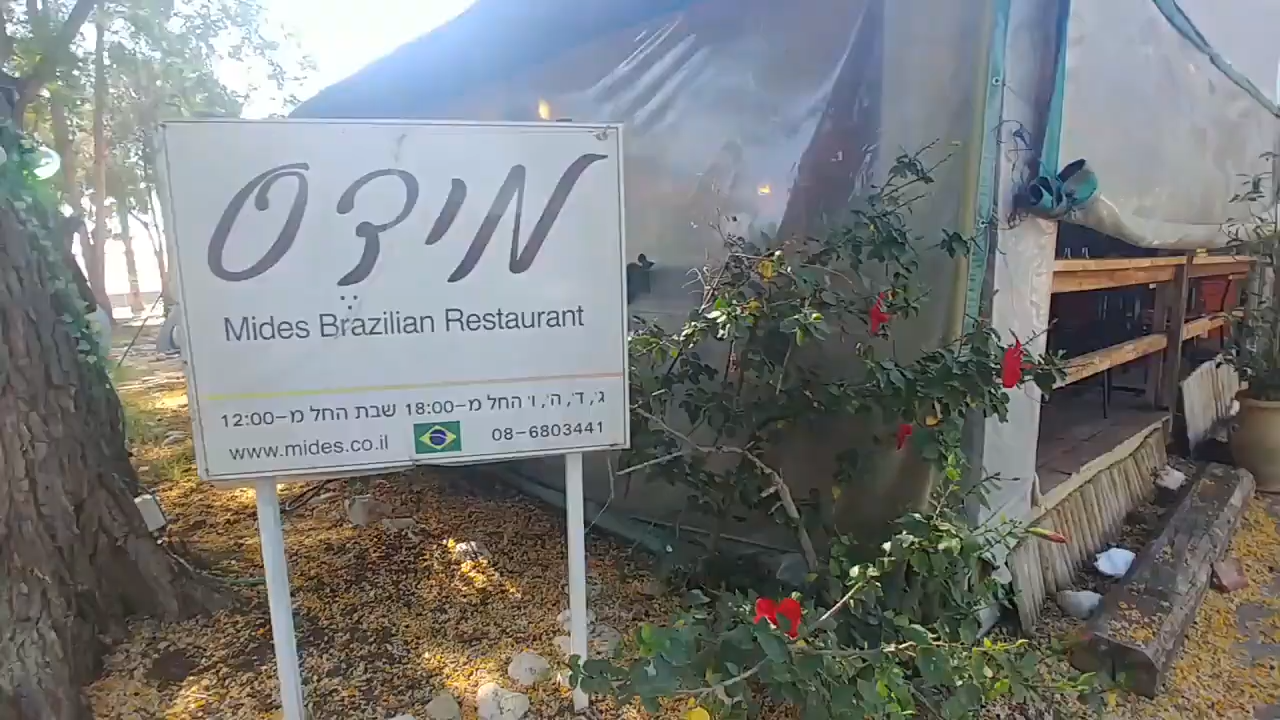 מידס
Mides Brazilian Restaurant
ג', ד', ה', ו' החל מ-18:00 שבת החל מ-12:00
www.mides.co.il 08-6803441